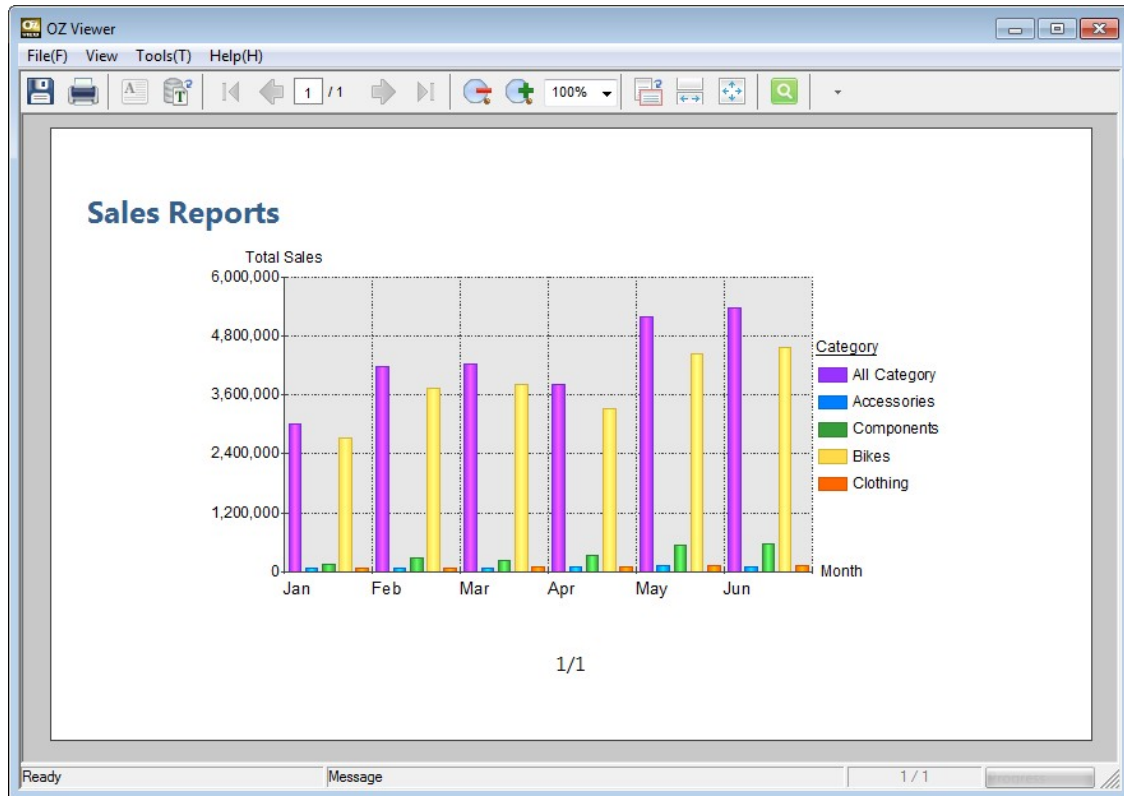 OZ Viewer
File(F) View Tools(T) Help(H)
1 / 1 100%
Sales Reports
Total Sales
6,000,000
4,800,000
3,600,000
2,400,000
1,200,000
0
Jan Feb Mar Apr May Jun
Month
Category
All Category
Accessories
Components
Bikes
Clothing
1/1
Ready Message 1 / 1